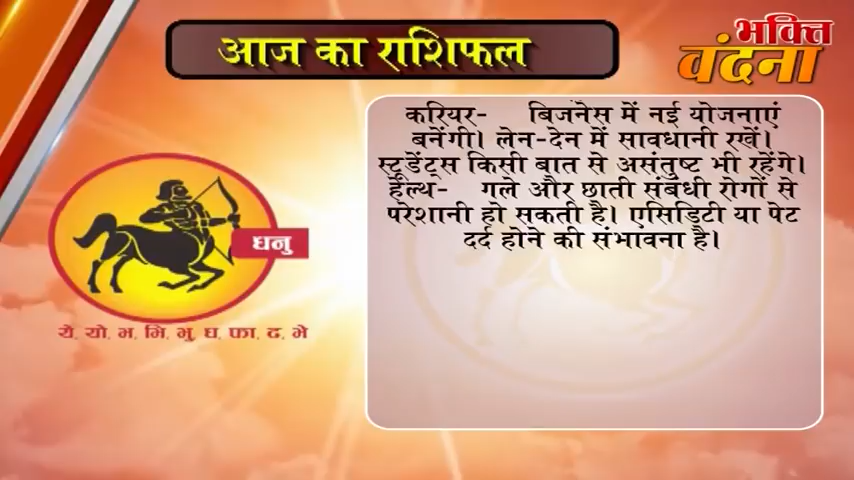 आज का राशिफल
भक्ति
वंदना
करियर- बिजनेस में नई योजनाएं
बनेंगी। लेन-देन में सावधानी रखें।
स्टूडेंट्स किसी बात से असंतुष्ट भी रहेंगे।
हेल्थ- गले और छाती संबंधी रोगों से
परेशानी हो सकती है। एसिडिटी या पेट
दर्द होने की संभावना है।
धनु
ये, यो, भ, भि, भु, ध, फा, ढ, भे